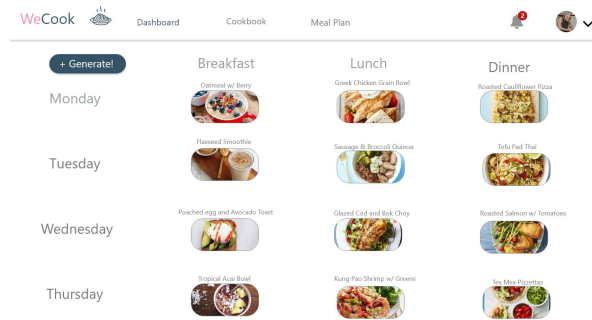 WeCook
Dashboard
Cookbook
Meal Plan
2
+ Generate!
Breakfast
Lunch
Dinner
Monday
Oatmeal w/ Berry
Greek Chicken Grain Bowl
Roasted Cauliflower Pizza
Tuesday
Flaxseed Smoothie
Sausage & Broccoli Quinoa
Tofu Pad Thai
Wednesday
Poached egg and Avocado Toast
Glazed Cod and Bok Choy
Roasted Salmon w/ Tomatoes
Thursday
Tropical Acai Bowl
Kung Pao Shrimp w/ Greens
Tex Mex Pizzettas